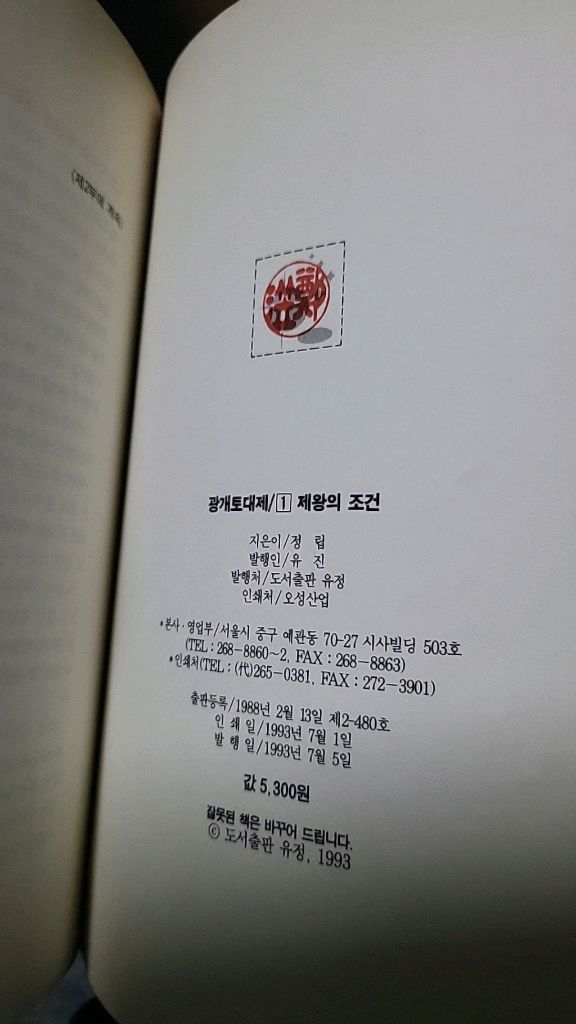 〈제2부에 계속〉
광개토대제/1 제왕의 조건
지은이/정 립
발행인/유 진
발행처/도서출판 유정
인쇄처/오성산업
*본사·영업부/서울시 중구 예관동 70-27 시사빌딩 503호
(TEL : 268-8860~2, FAX : 268-8863)
*인쇄처(TEL : (代)265-0381, FAX : 272-3901)
출판등록/1988년 2월 13일 제2-480호
인 쇄 일/1993년 7월 1일
발 행 일/1993년 7월 5일
값 5,300원
잘못된 책은 바꾸어 드립니다.
ⓒ 도서출판 유정, 1993